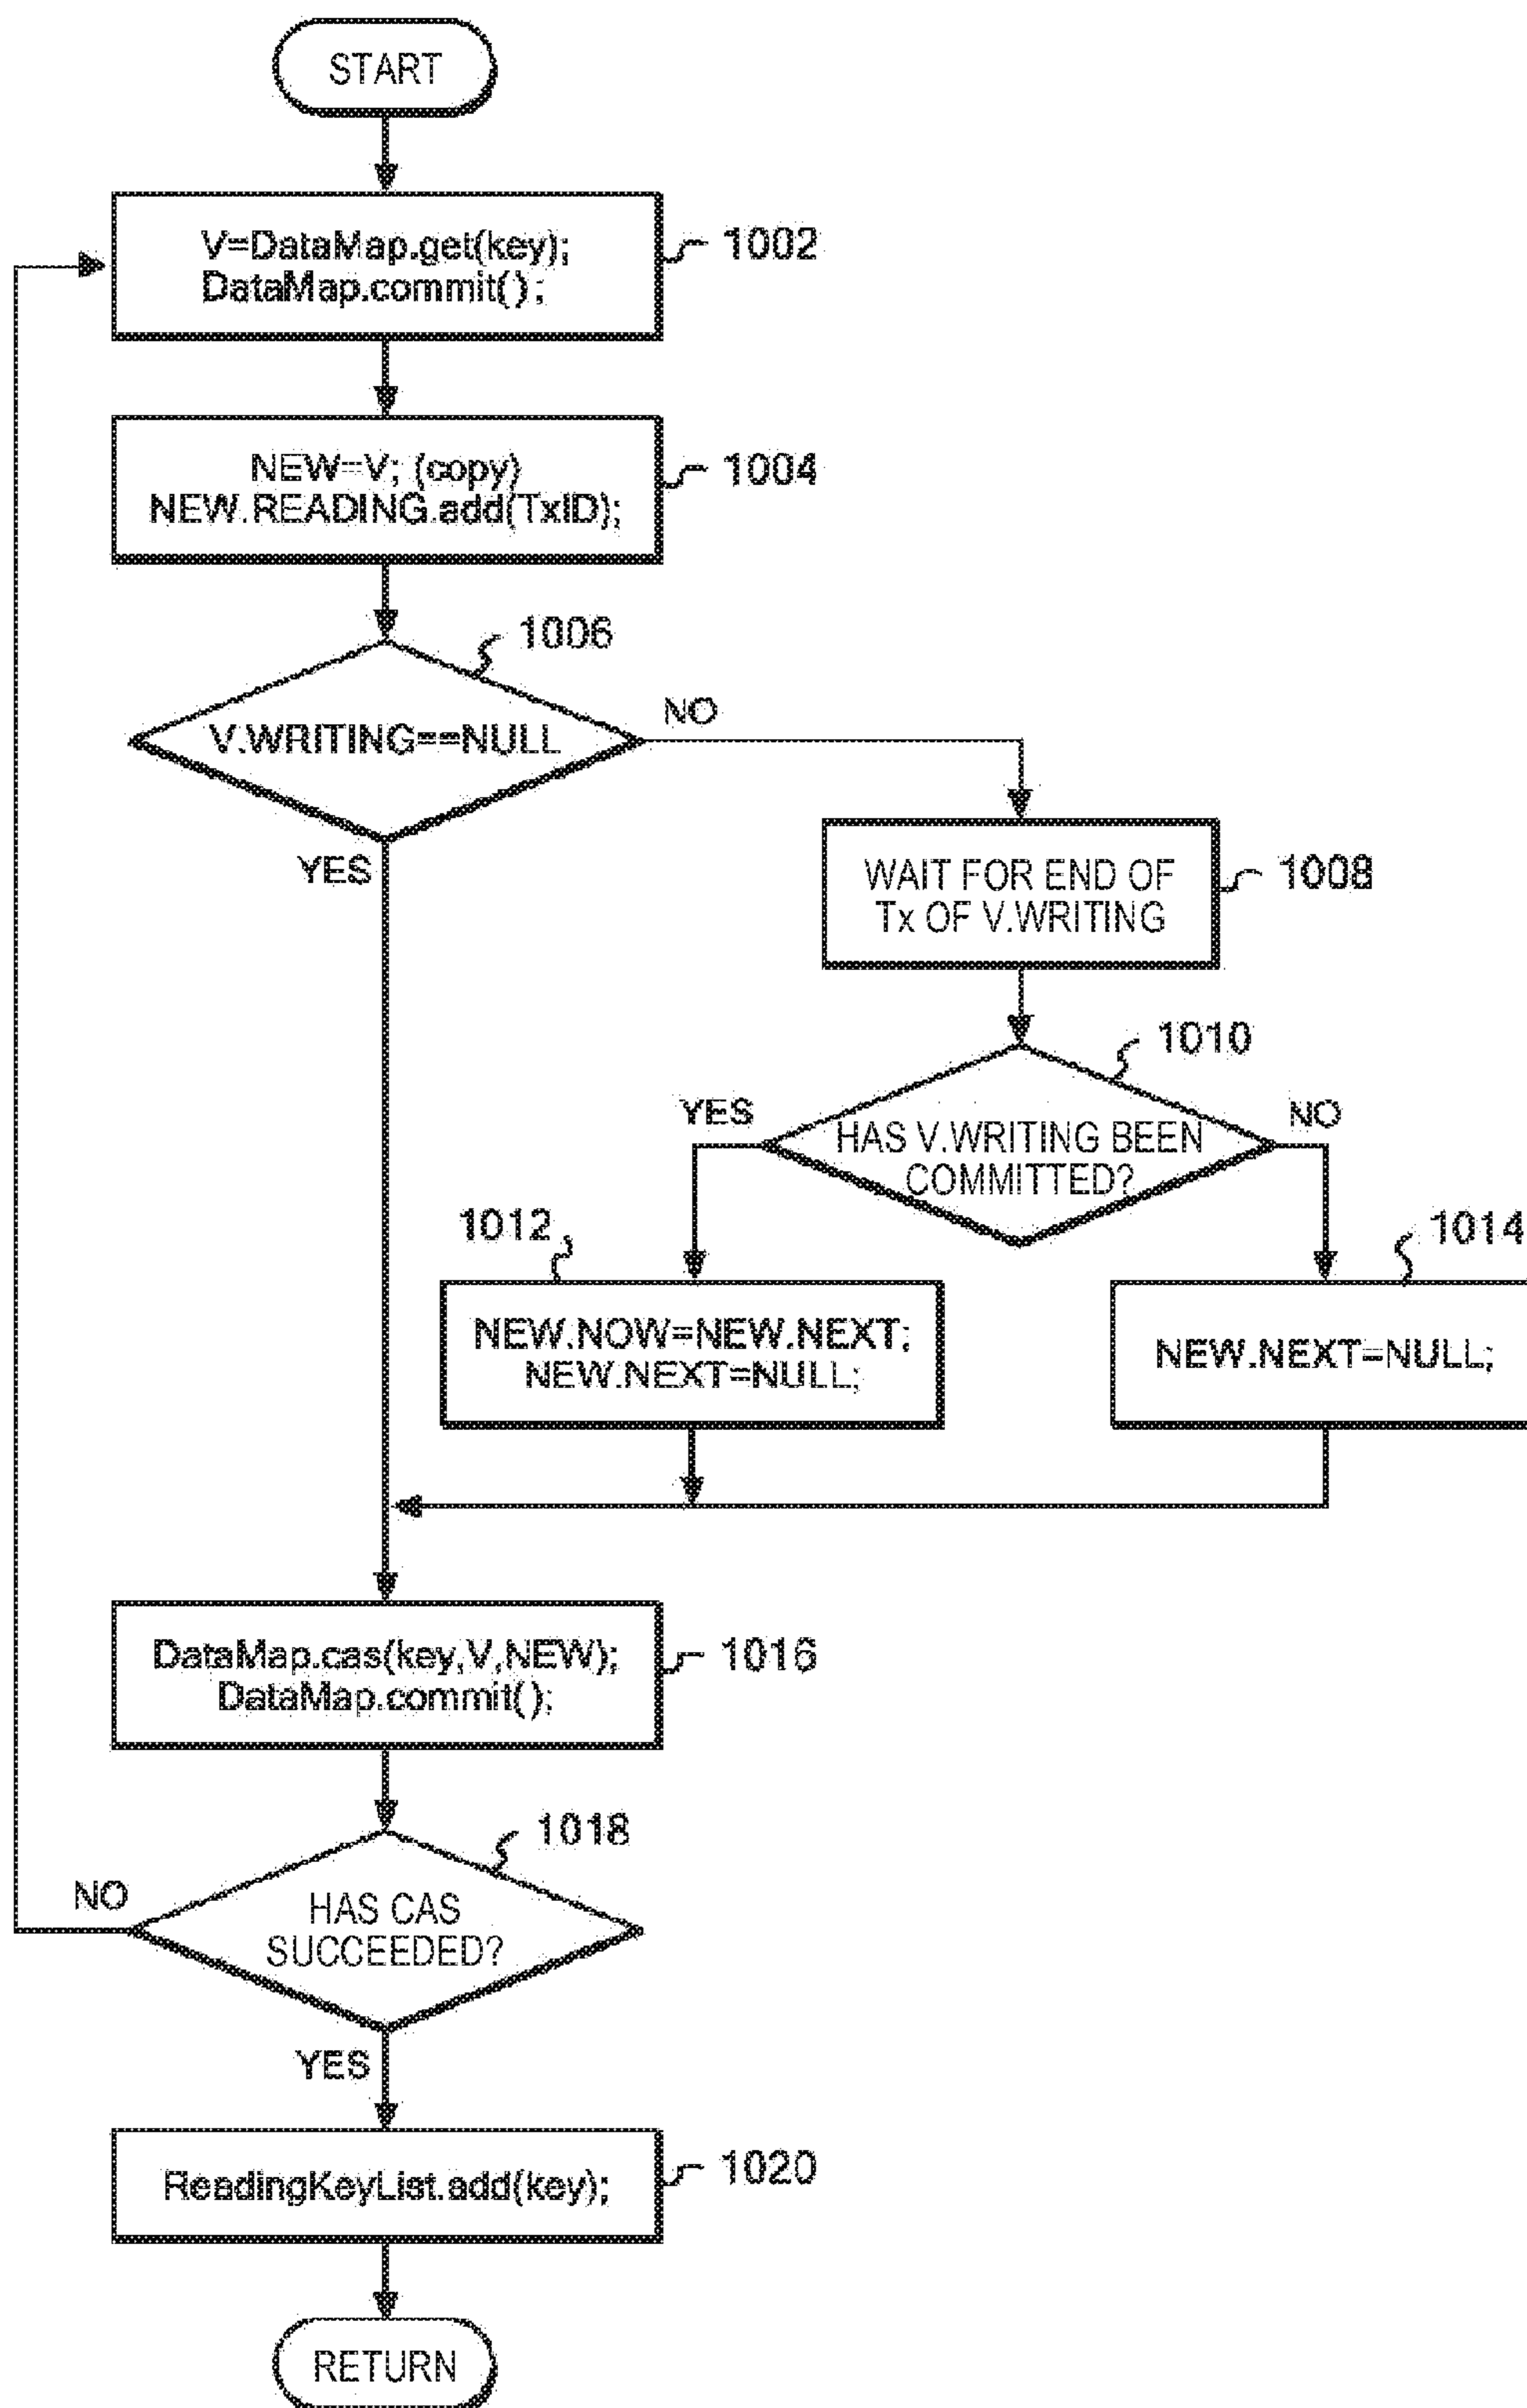 START
V=DataMap.get(key);
DataMap.commit();
1002
NEW=V; (copy)
NEW.READING.add(TxID);
1004
1006
V.WRITING==NULL
NO
YES
WAIT FOR END OF
Tx OF V.WRITING
1008
1010
YES
HAS V.WRITING BEEN
COMMITTED?
NO
1012
NEW.NOW=NEW.NEXT;
NEW.NEXT=NULL;
1014
NEW.NEXT=NULL;
DataMap.cas(key,V,NEW);
DataMap.commit();
1016
1018
NO
HAS CAS
SUCCEEDED?
YES
ReadingKeyList.add(key);
1020
RETURN